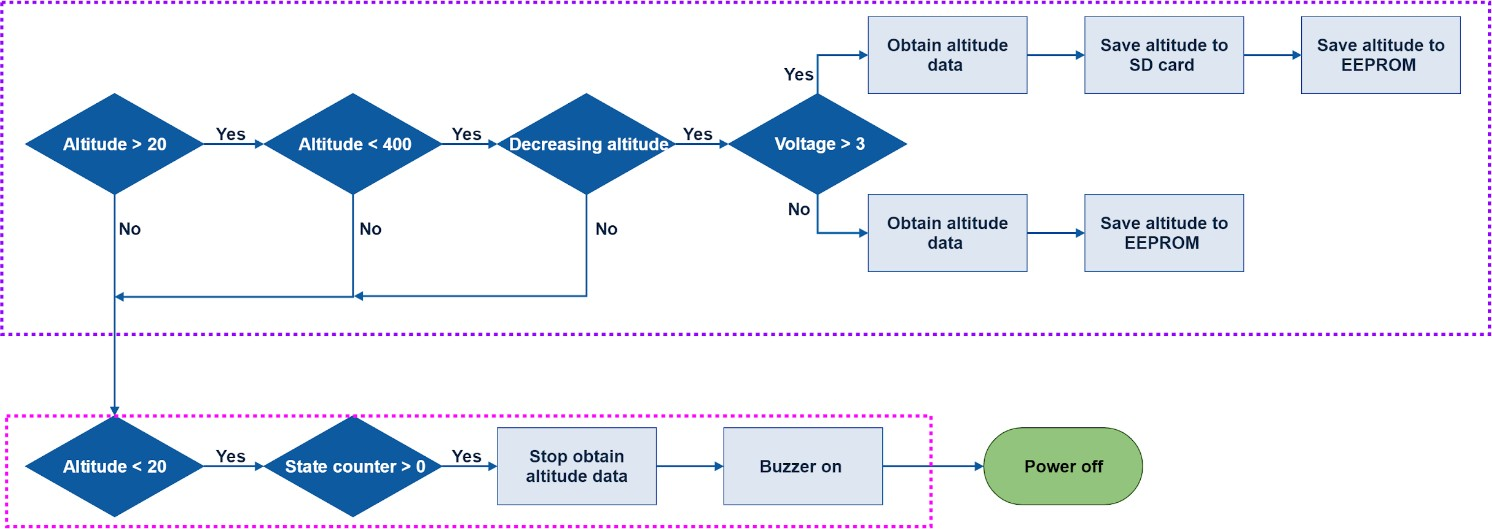 Obtain altitude
data
Save altitude to
SD card
Save altitude to
EEPROM
Yes
Altitude > 20
Yes
Altitude < 400
Yes
Decreasing altitude
Yes
Voltage > 3
No
No
No
No
Obtain altitude
data
Save altitude to
EEPROM
Altitude < 20
Yes
State counter > 0
Yes
Stop obtain
altitude data
Buzzer on
Power off